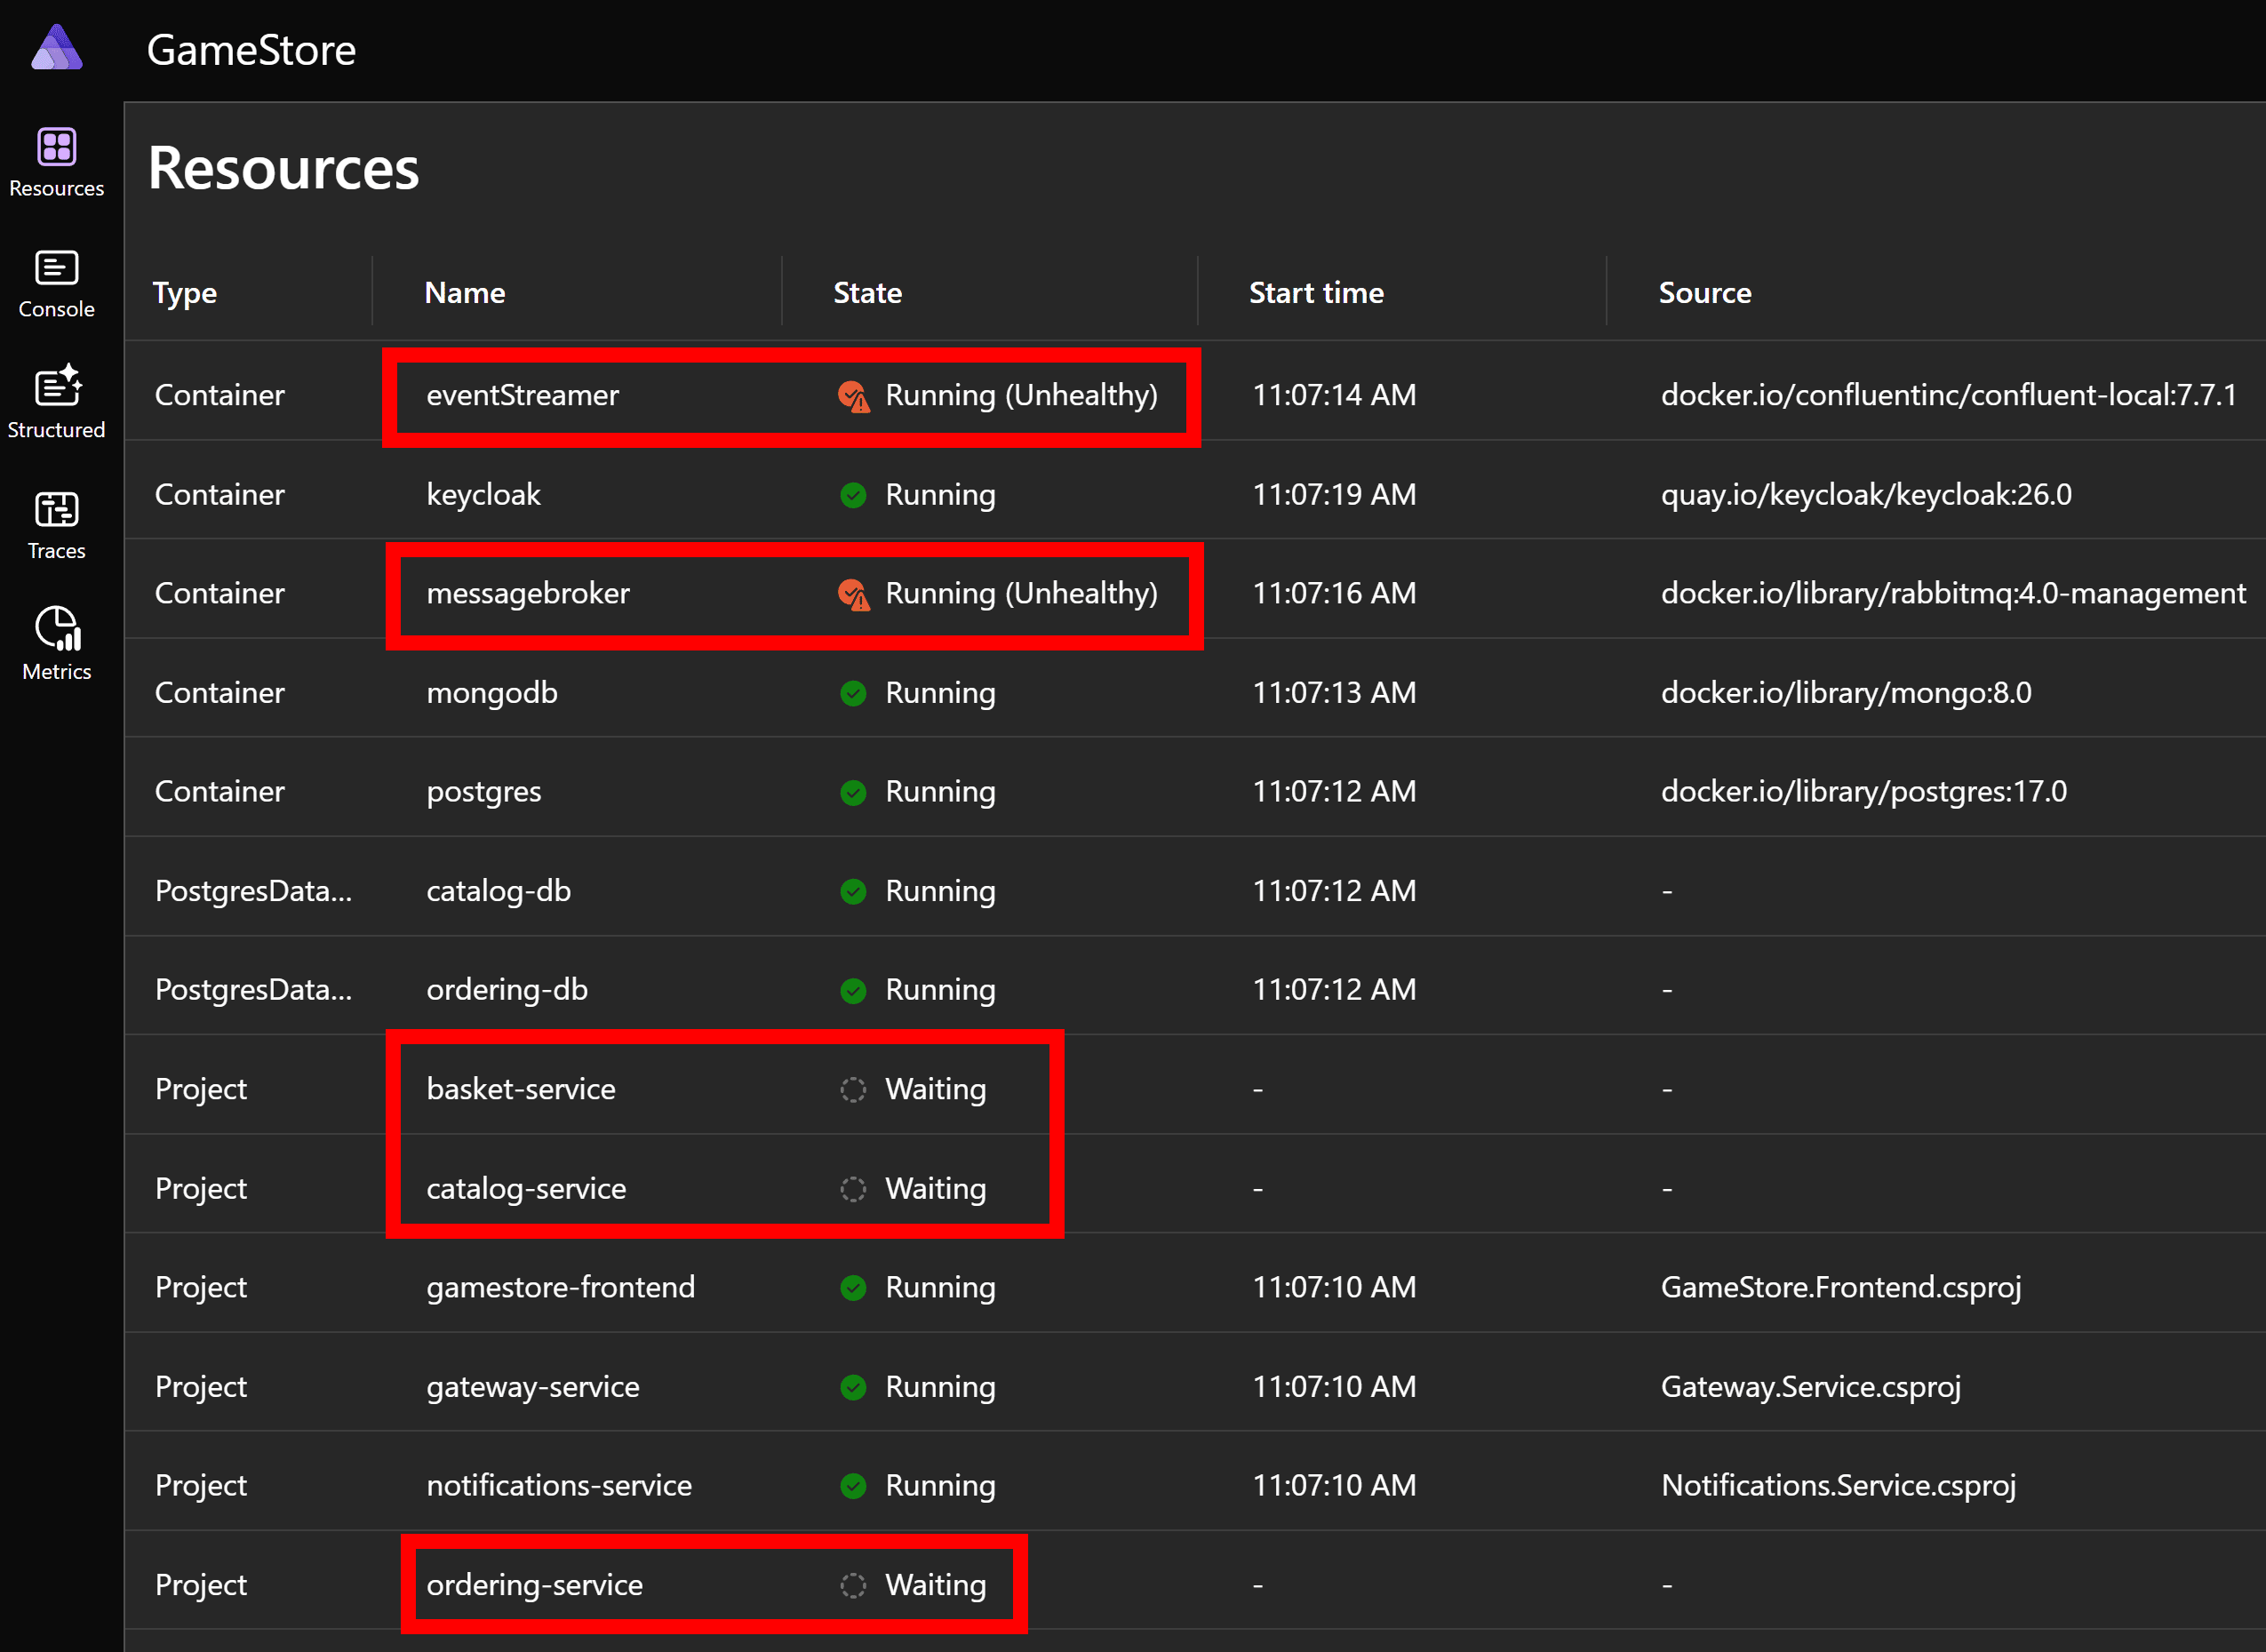 GameStore
Resources
Console
Structured
Traces
Metrics
Resources
Type Name State Start time Source
Container eventStreamer Running (Unhealthy) 11:07:14 AM docker.io/confluentinc/confluent-local:7.7.1
Container keycloak Running 11:07:19 AM quay.io/keycloak/keycloak:26.0
Container messagebroker Running (Unhealthy) 11:07:16 AM docker.io/library/rabbitmq:4.0-management
Container mongodb Running 11:07:13 AM docker.io/library/mongo:8.0
Container postgres Running 11:07:12 AM docker.io/library/postgres:17.0
PostgresData... catalog-db Running 11:07:12 AM -
PostgresData... ordering-db Running 11:07:12 AM -
Project basket-service Waiting - -
Project catalog-service Waiting - -
Project gamestore-frontend Running 11:07:10 AM GameStore.Frontend.csproj
Project gateway-service Running 11:07:10 AM Gateway.Service.csproj
Project notifications-service Running 11:07:10 AM Notifications.Service.csproj
Project ordering-service Waiting - -